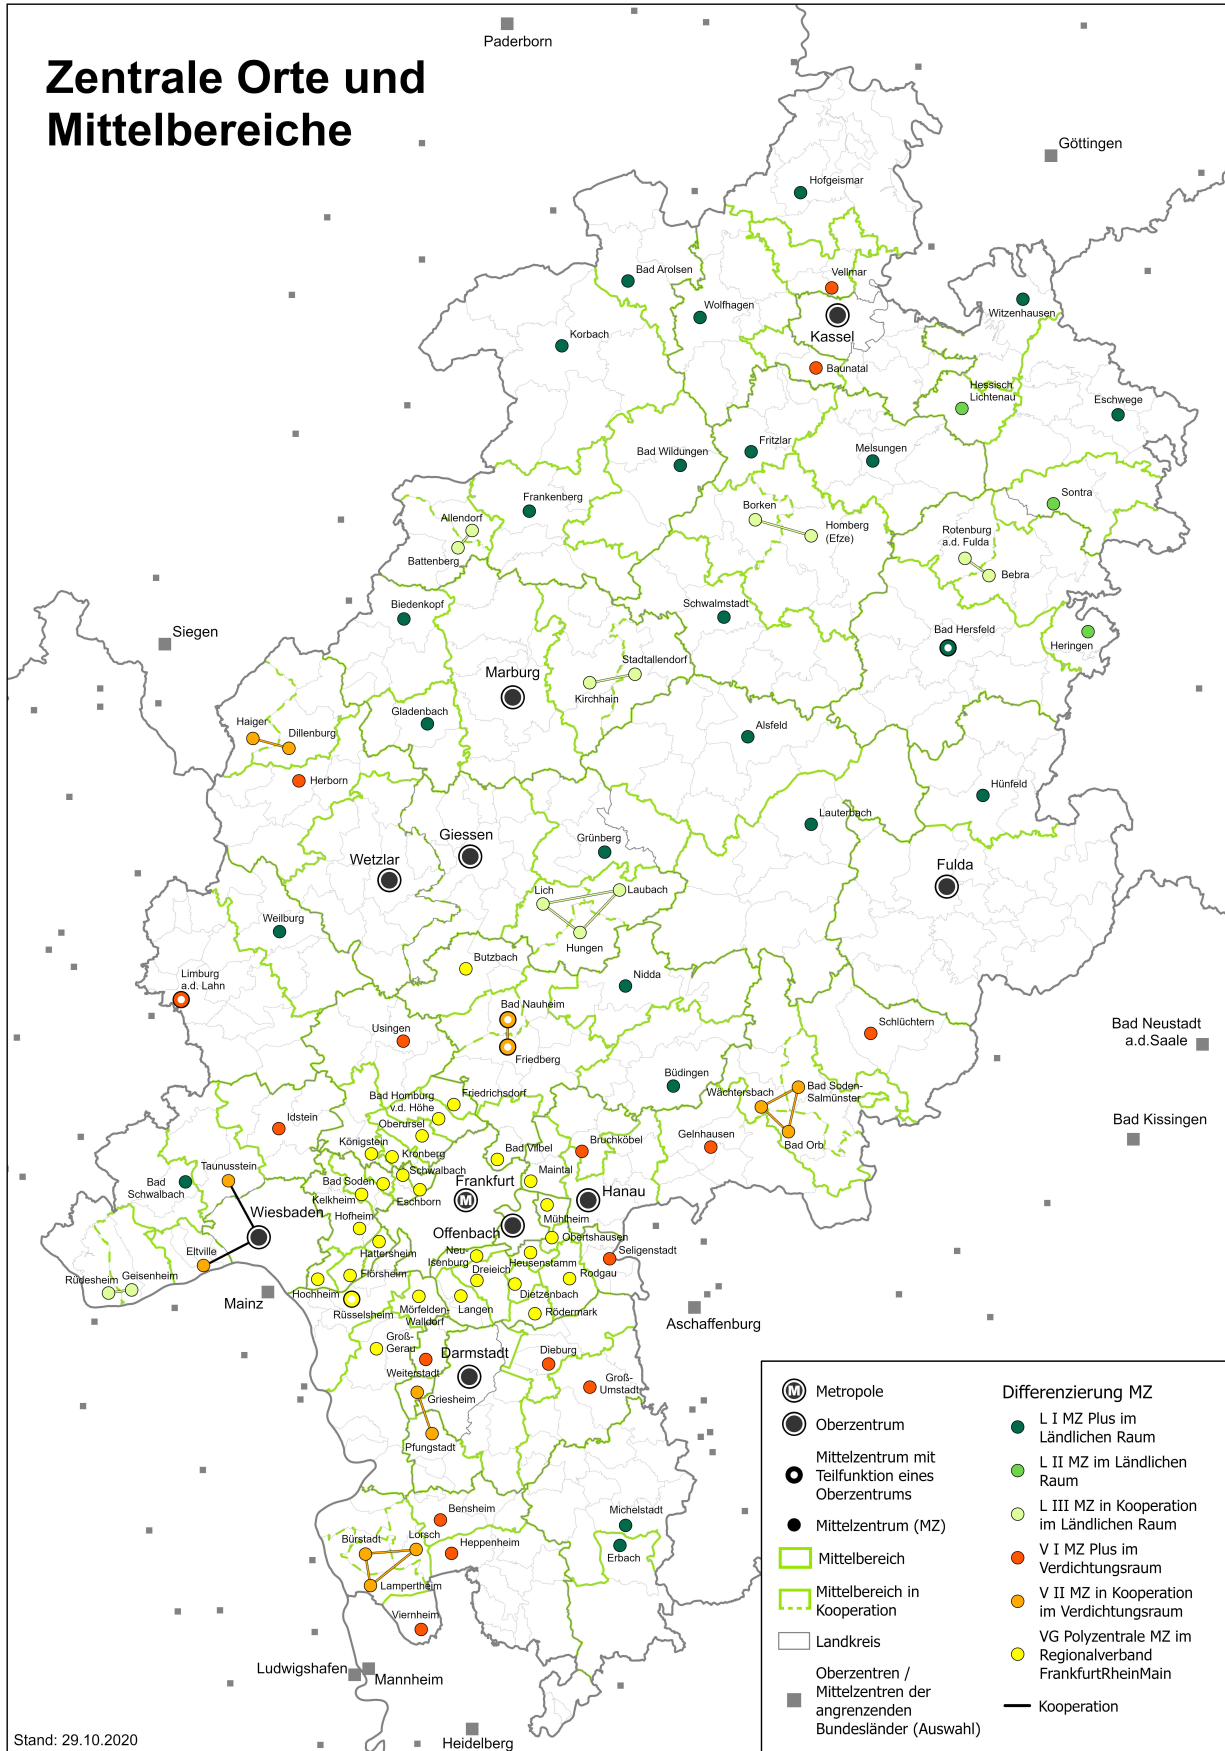 Zentrale Orte und
Mittelbereiche
Paderborn
Göttingen
Hofgeismar
Bad Arolsen
Vellmar
Wolfhagen
Kassel
Witzenhausen
Korbach
Baunatal
Hessisch
Lichtenau
Eschwege
Fritzlar
Bad Wildungen
Melsungen
Frankenberg
Sontra
Allendorf
Borken
Homberg
(Efze)
Rotenburg
a.d. Fulda
Battenberg
Bebra
Biedenkopf
Schwalmstadt
Siegen
Bad Hersfeld
Heringen
Marburg
Stadtallendorf
Kirchhain
Gladenbach
Haiger
Dillenburg
Alsfeld
Herborn
Hünfeld
Lauterbach
Giessen
Grünberg
Wetzlar
Fulda
Lich
Laubach
Weilburg
Hungen
Butzbach
Limburg
a.d. Lahn
Nidda
Bad Nauheim
Schlüchtern
Bad Neustadt
a.d.Saale
Usingen
Friedberg
Büdingen
Bad Soden-
Salmünster
Wächtersbach
Friedrichsdorf
Bad Homburg
v.d. Höhe
Idstein
Oberursel
Bad Kissingen
Königstein
Kronberg
Bad Vilbel
Bruchköbel
Gelnhausen
Bad Orb
Taunusstein
Schwalbach
Maintal
Bad
Schwalbach
Bad Soden
Frankfurt
Kelkheim
Eschborn
Hanau
Wiesbaden
Hofheim
Mühlheim
Offenbach
Obertshausen
Hattersheim
Neu-
Isenburg
Heusenstamm
Seligenstadt
Eltville
Rüdesheim
Geisenheim
Flörsheim
Dreieich
Rodgau
Mainz
Hochheim
Dietzenbach
Rüsselsheim
Mörfelden-
Walldorf
Langen
Rödermark
Aschaffenburg
Groß-
Gerau
Darmstadt
Dieburg
Weiterstadt
Groß-
Umstadt
Griesheim
Pfungstadt
Bensheim
Michelstadt
Bürstadt
Lorsch
Heppenheim
Erbach
Lampertheim
Viernheim
Ludwigshafen
Mannheim
Heidelberg
Metropole
Oberzentrum
Mittelzentrum mit
Teilfunktion eines
Oberzentrums
Mittelzentrum (MZ)
Mittelbereich
Mittelbereich in
Kooperation
Landkreis
Oberzentren /
Mittelzentren der
angrenzenden
Bundesländer (Auswahl)
Differenzierung MZ
L I MZ Plus im
Ländlichen Raum
L II MZ im Ländlichen
Raum
L III MZ in Kooperation
im Ländlichen Raum
V I MZ Plus im
Verdichtungsraum
V II MZ in Kooperation
im Verdichtungsraum
VG Polyzentrale MZ im
Regionalverband
FrankfurtRheinMain
Kooperation
Stand: 29.10.2020